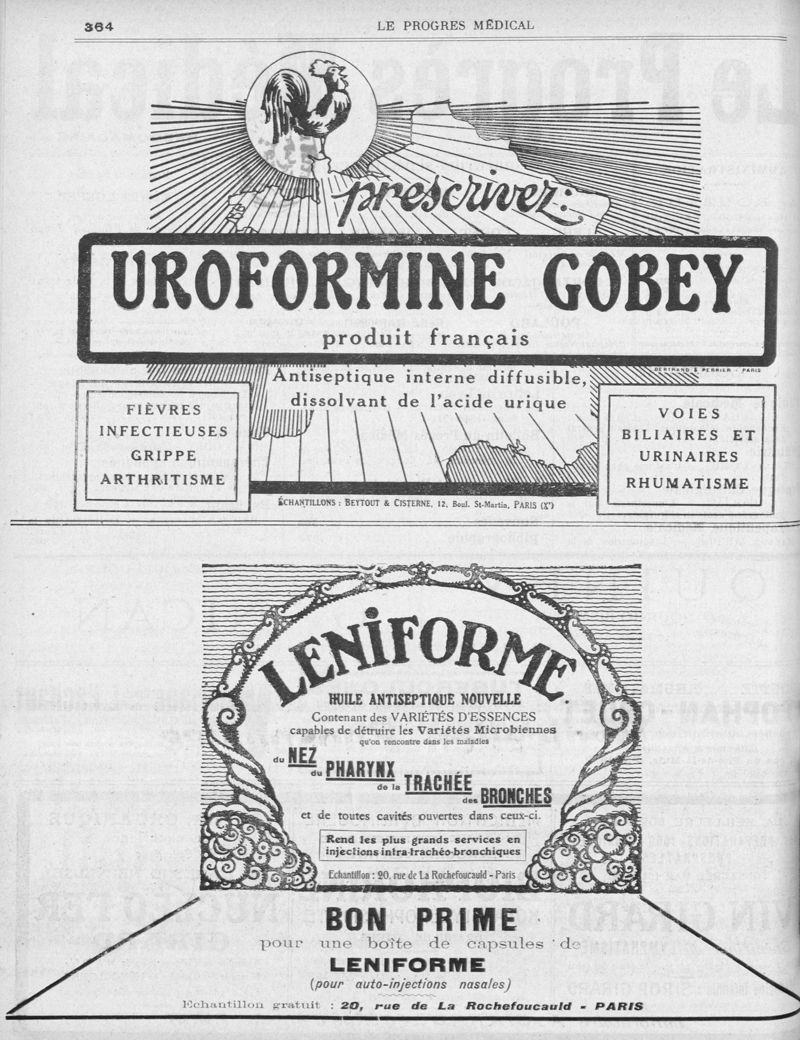 364
LE PROGRES MÉDICAL
prescrivez:
UROFORMINE GOBEY
produit français
BERTRAND & PERRIER - PARIS
Antiseptique interne diffusible,
dissolvant de l'acide urique
FIÈVRES
INFECTIEUSES
GRIPPE
ARTHRITISME
VOIES
BILIAIRES ET
URINAIRES
RHUMATISME
ÉCHANTILLONS : BEYTOUT & CISTERNE, 12, Boul. St-Martin, PARIS (Xe)
LENIFORME
HUILE ANTISEPTIQUE NOUVELLE
Contenant des VARIÉTÉS D'ESSENCES
capables de détruire les Variétés Microbiennes
qu'on rencontre dans les maladies
du NEZ
du PHARYNX
de la TRACHÉE
des BRONCHES
et de toutes cavités ouvertes dans ceux-ci.
Rend les plus grands services en
injections intra-trachéo-bronchiques
Echantillon : 20, rue de La Rochefoucauld - Paris
BON PRIME
pour une boîte de capsules de
LENIFORME
(pour auto-injections nasales)
Echantillon gratuit : 20, rue de La Rochefoucauld - PARIS